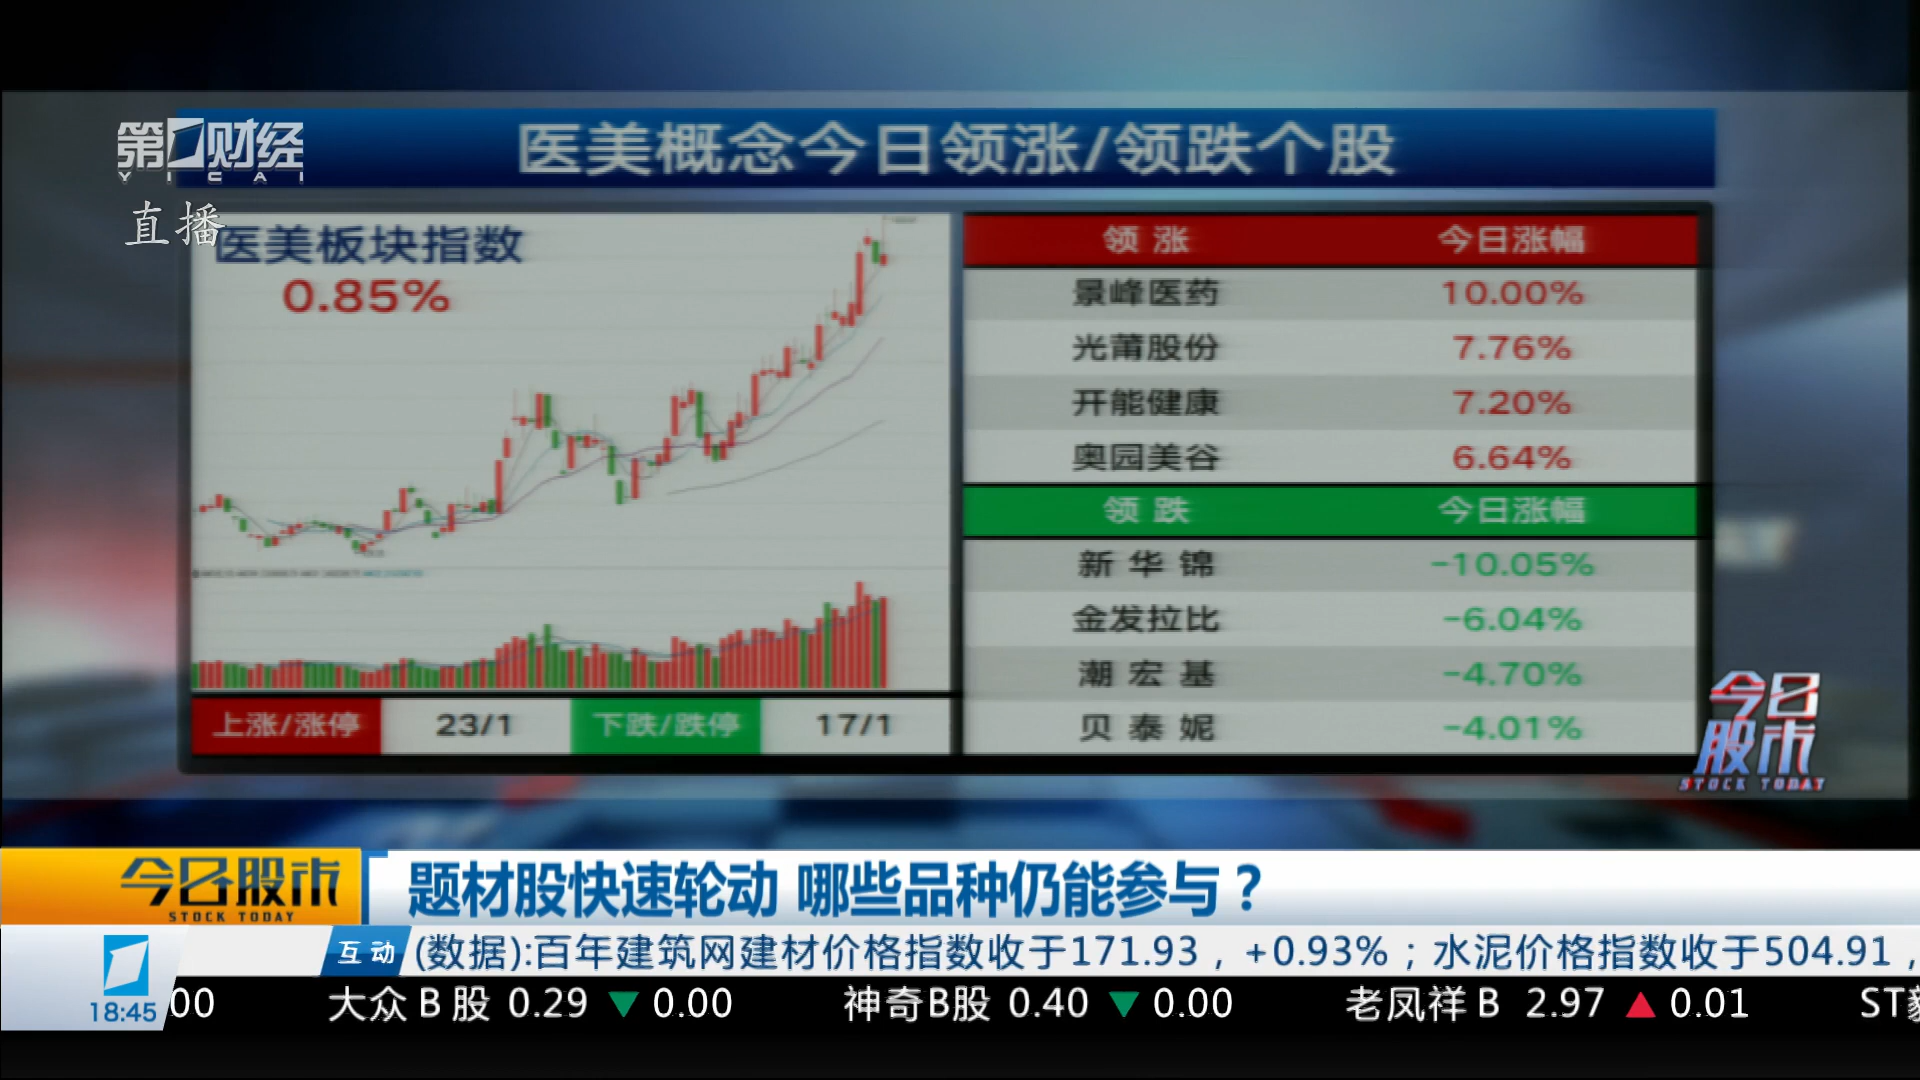 第1财经
YICAI
直播
医美概念今日领涨/领跌个股
医美板块指数
0.85%
领涨 今日涨幅
景峰医药 10.00%
光莆股份 7.76%
开能健康 7.20%
奥园美谷 6.64%
领跌 今日涨幅
新华锦 -10.05%
金发拉比 -6.04%
潮宏基 -4.70%
贝泰妮 -4.01%
上涨/涨停 23/1 下跌/跌停 17/1
今日股市
STOCK TODAY
今日股市
STOCK TODAY
题材股快速轮动 哪些品种仍能参与？
互动 (数据):百年建筑网建材价格指数收于171.93，+0.93%；水泥价格指数收于504.91，
18:45
00 大众B股 0.29 ▼ 0.00 神奇B股 0.40 ▼ 0.00 老凤祥B 2.97 ▲ 0.01 ST